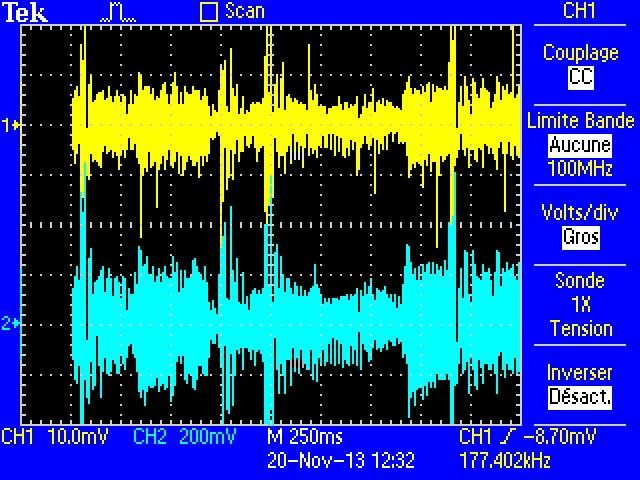 Tek Scan CH1
Couplage
CC
1
Limite Bande
Aucune
100MHz
Volts/div
Gros
Sonde
1X
2
Tension
Inverser
Désact.
CH1 10.0mV CH2 200mV M 250ms CH1 -8.70mV
20-Nov-13 12:32 177.402kHz